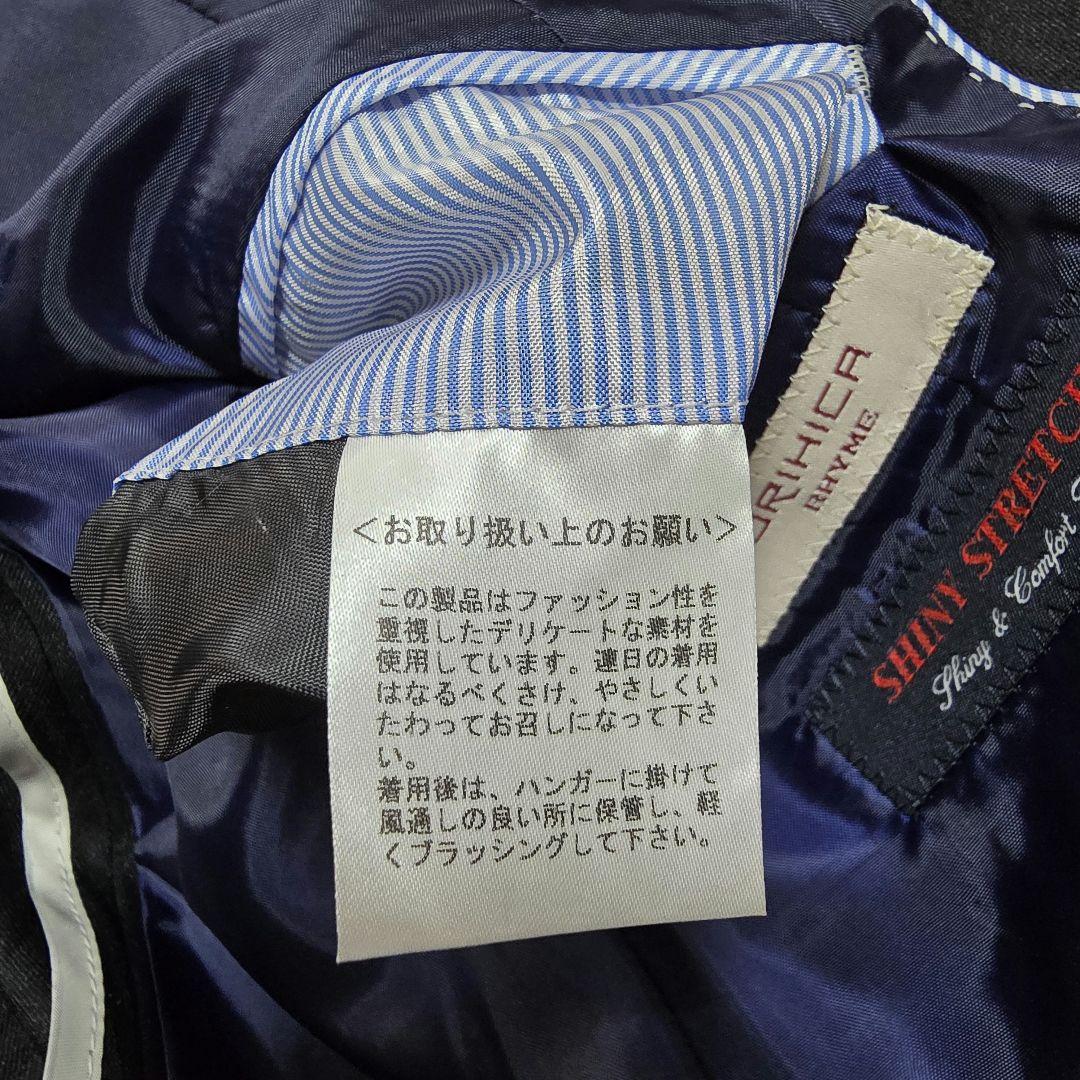 <お取り扱い上のお願い>
この製品はファッション性を
重視したデリケートな素材を
使用しています。連日の着用
はなるべくさけ、やさしくい
たわってお召しになって下さ
い。
着用後は、ハンガーに掛けて
風通しの良い所に保管し、軽
くブラッシングして下さい。
ORIHICA
RHYME
SHINY STRETCH
Shiny & Comfort